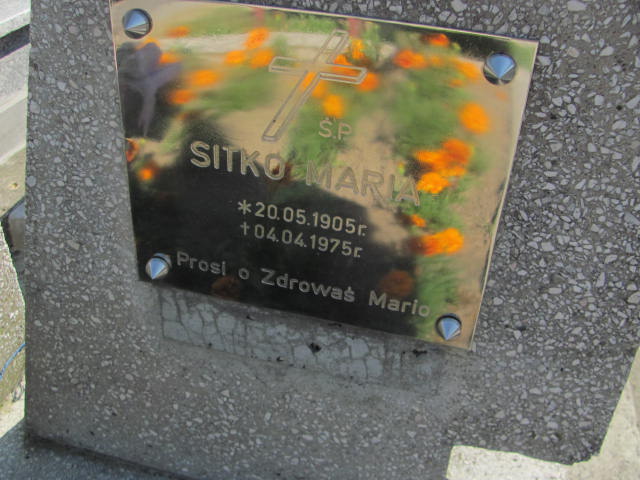 Ś.P.
SITKO MARIA
*20.05.1905r.
†04.04.1975r.
Prosi o Zdrowaś Mario